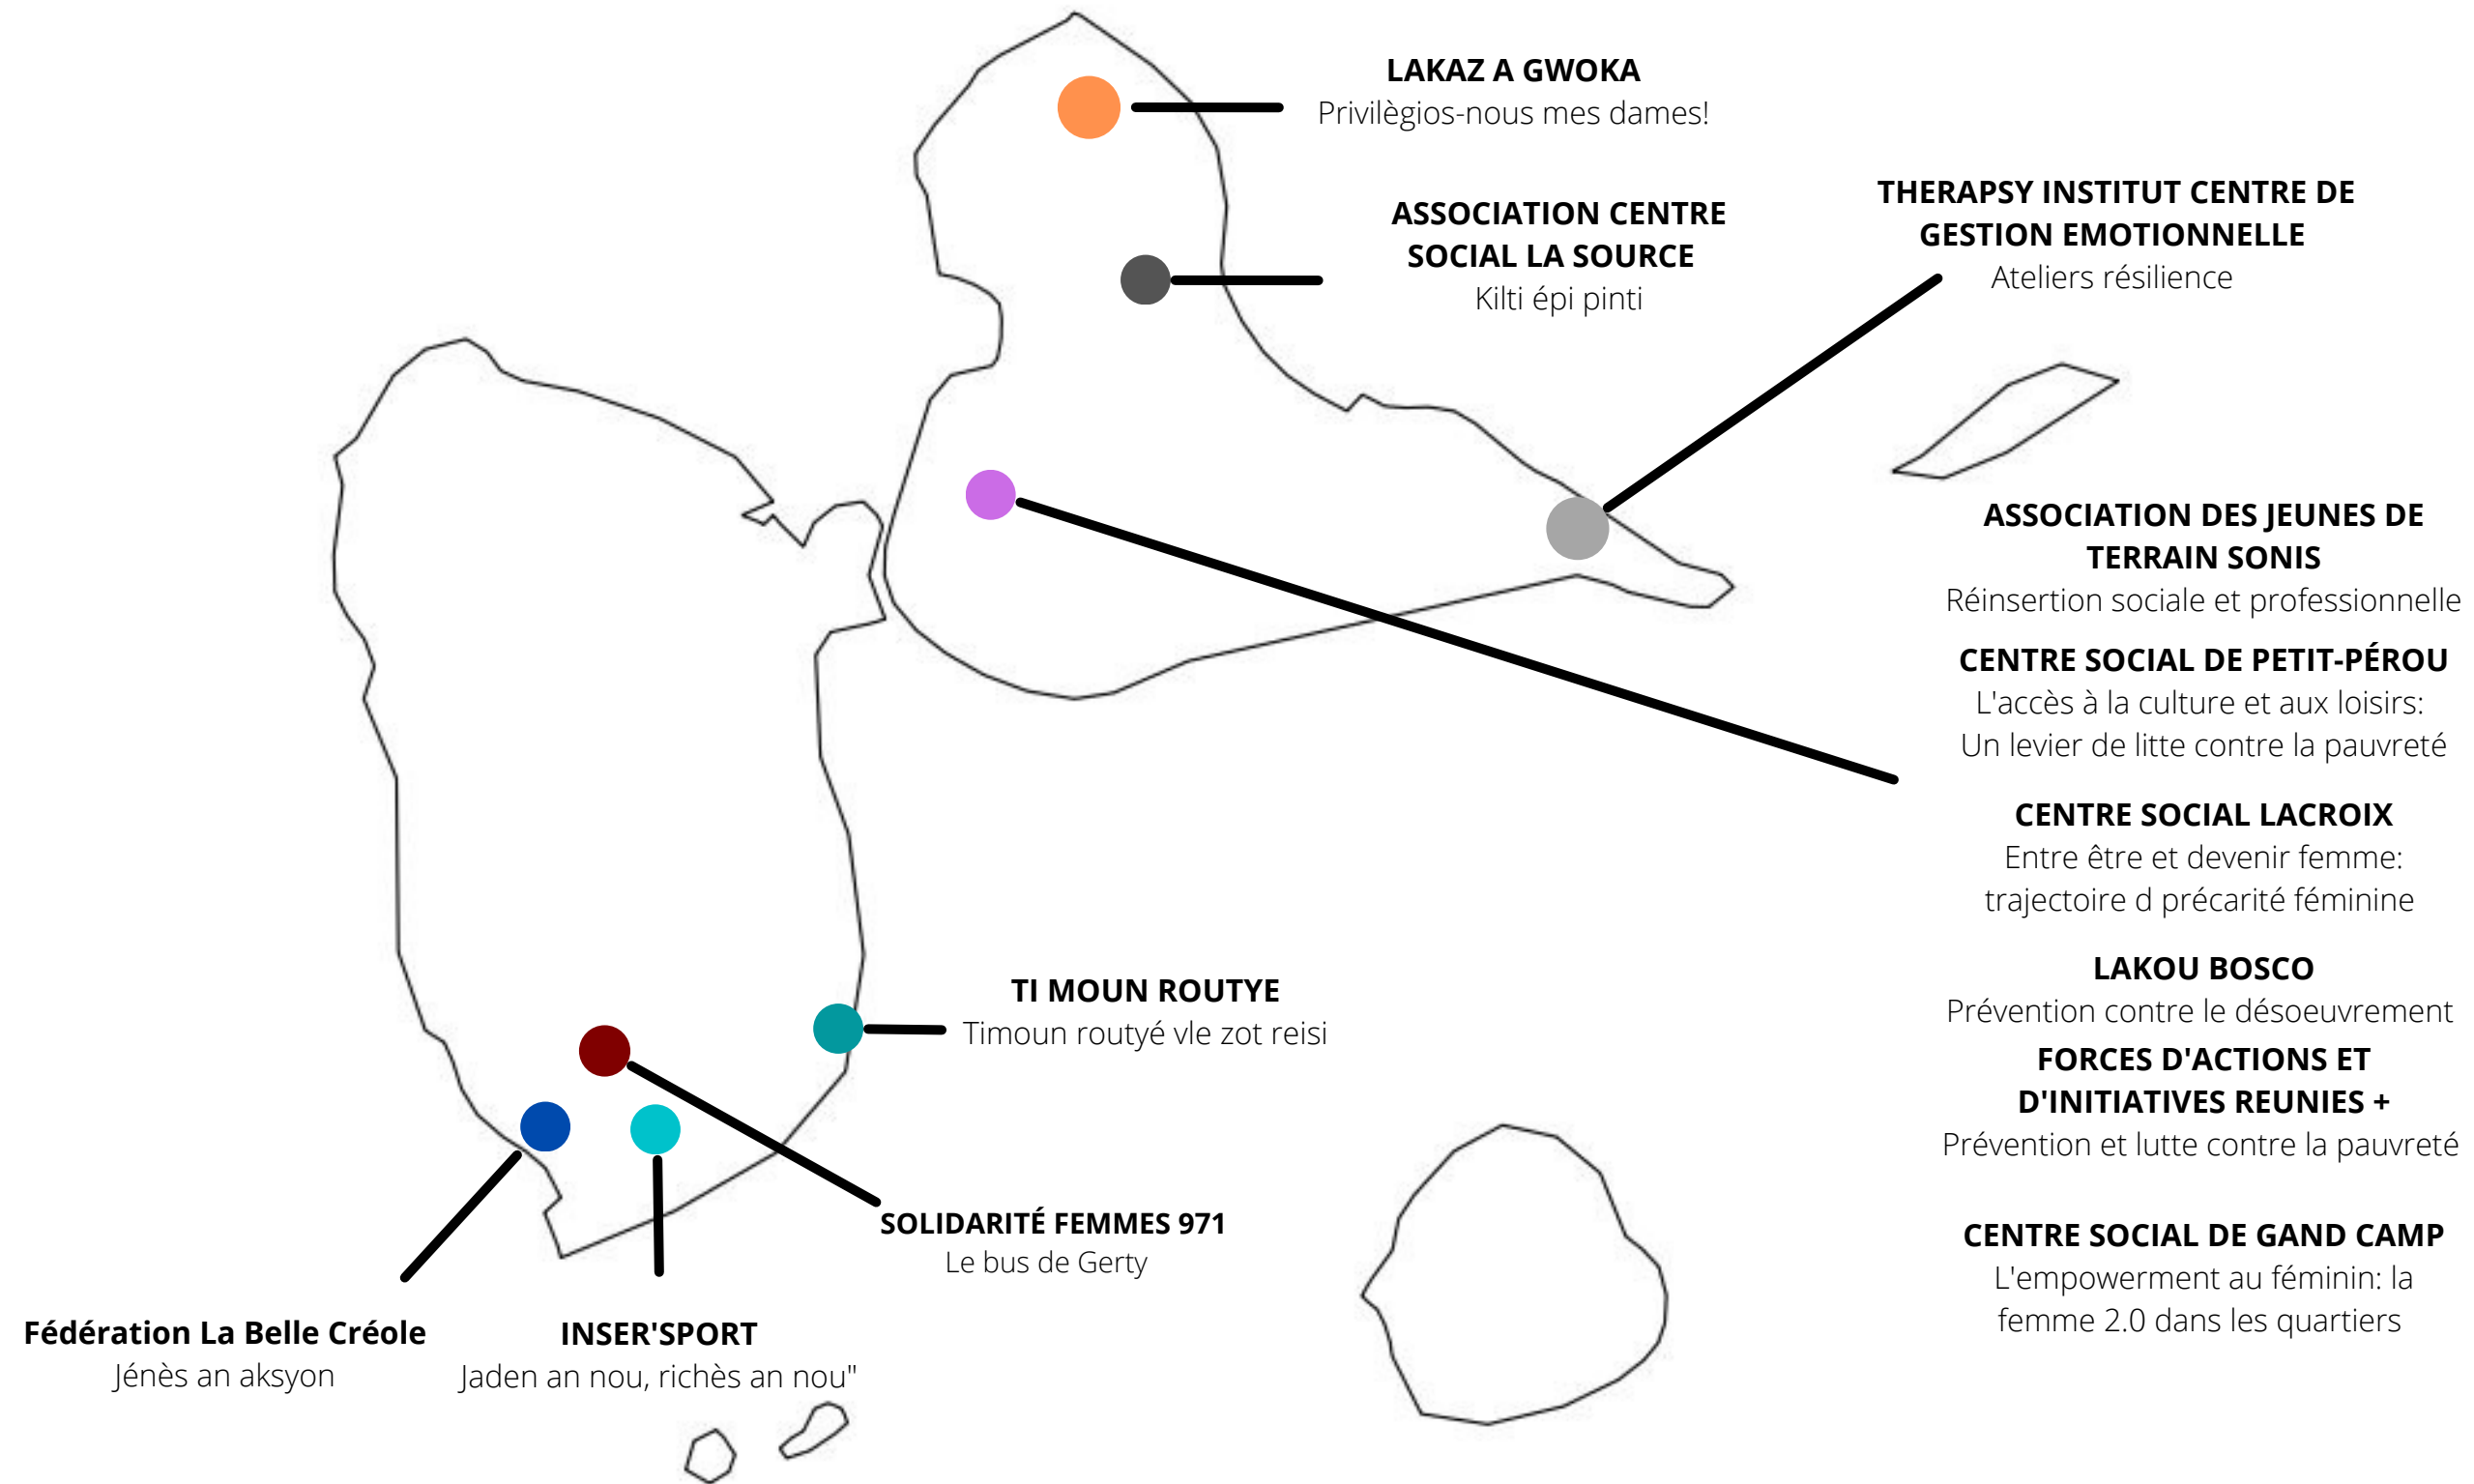 LAKAZ A GWOKA
Privilègios-nous mes dames!
ASSOCIATION CENTRE
SOCIAL LA SOURCE
Kilti épi pinti
THERAPSY INSTITUT CENTRE DE
GESTION EMOTIONNELLE
Ateliers résilience
ASSOCIATION DES JEUNES DE
TERRAIN SONIS
Réinsertion sociale et professionnelle
CENTRE SOCIAL DE PETIT-PÉROU
L'accès à la culture et aux loisirs:
Un levier de litte contre la pauvreté
CENTRE SOCIAL LACROIX
Entre être et devenir femme:
trajectoire d précarité féminine
LAKOU BOSCO
Prévention contre le désoeuvrement
FORCES D'ACTIONS ET
D'INITIATIVES REUNIES +
Prévention et lutte contre la pauvreté
CENTRE SOCIAL DE GAND CAMP
L'empowerment au féminin: la
femme 2.0 dans les quartiers
TI MOUN ROUTYE
Timoun routyé vle zot reisi
SOLIDARITÉ FEMMES 971
Le bus de Gerty
Fédération La Belle Créole
Jénès an aksyon
INSER'SPORT
Jaden an nou, richès an nou"